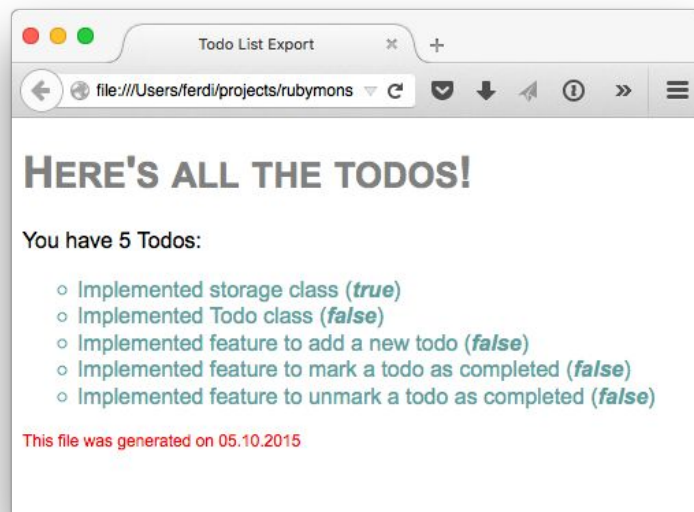 Todo List Export
file:///Users/ferdi/projects/rubymons
HERE'S ALL THE TODOS!
You have 5 Todos:
Implemented storage class (true)
Implemented Todo class (false)
Implemented feature to add a new todo (false)
Implemented feature to mark a todo as completed (false)
Implemented feature to unmark a todo as completed (false)
This file was generated on 05.10.2015